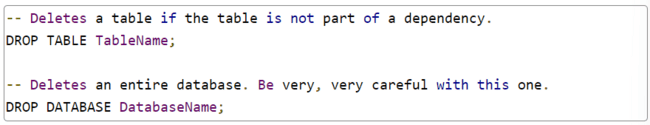 -- Deletes a table if the table is not part of a dependency.
DROP TABLE TableName;
-- Deletes an entire database. Be very, very careful with this one.
DROP DATABASE DatabaseName;